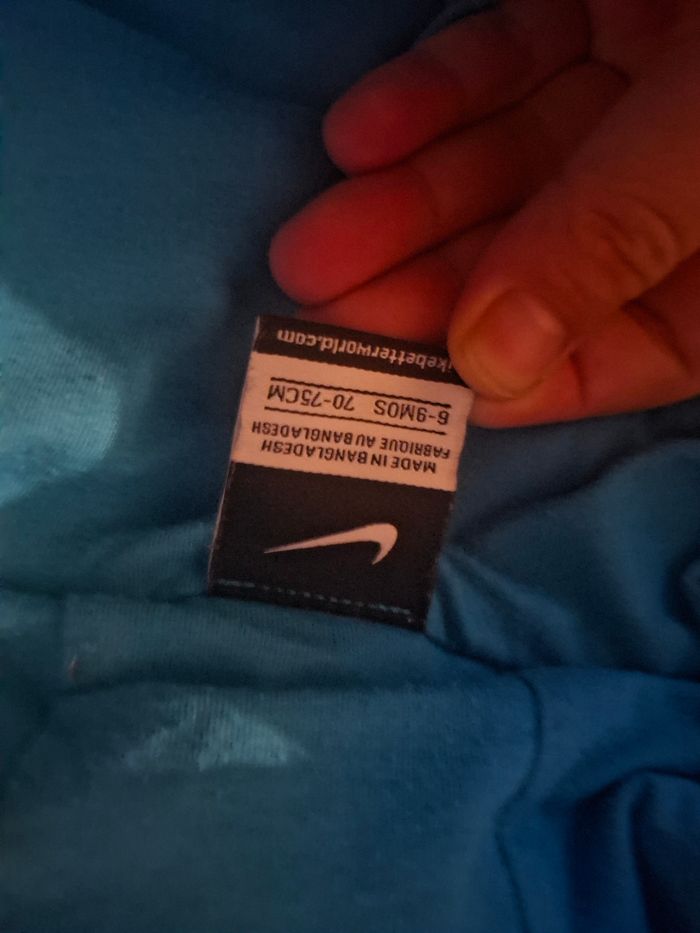 MADE IN BANGLADESH
FABRIQUE AU BANGLADESH
6-9MOS 70-75CM
kebetterworld.com